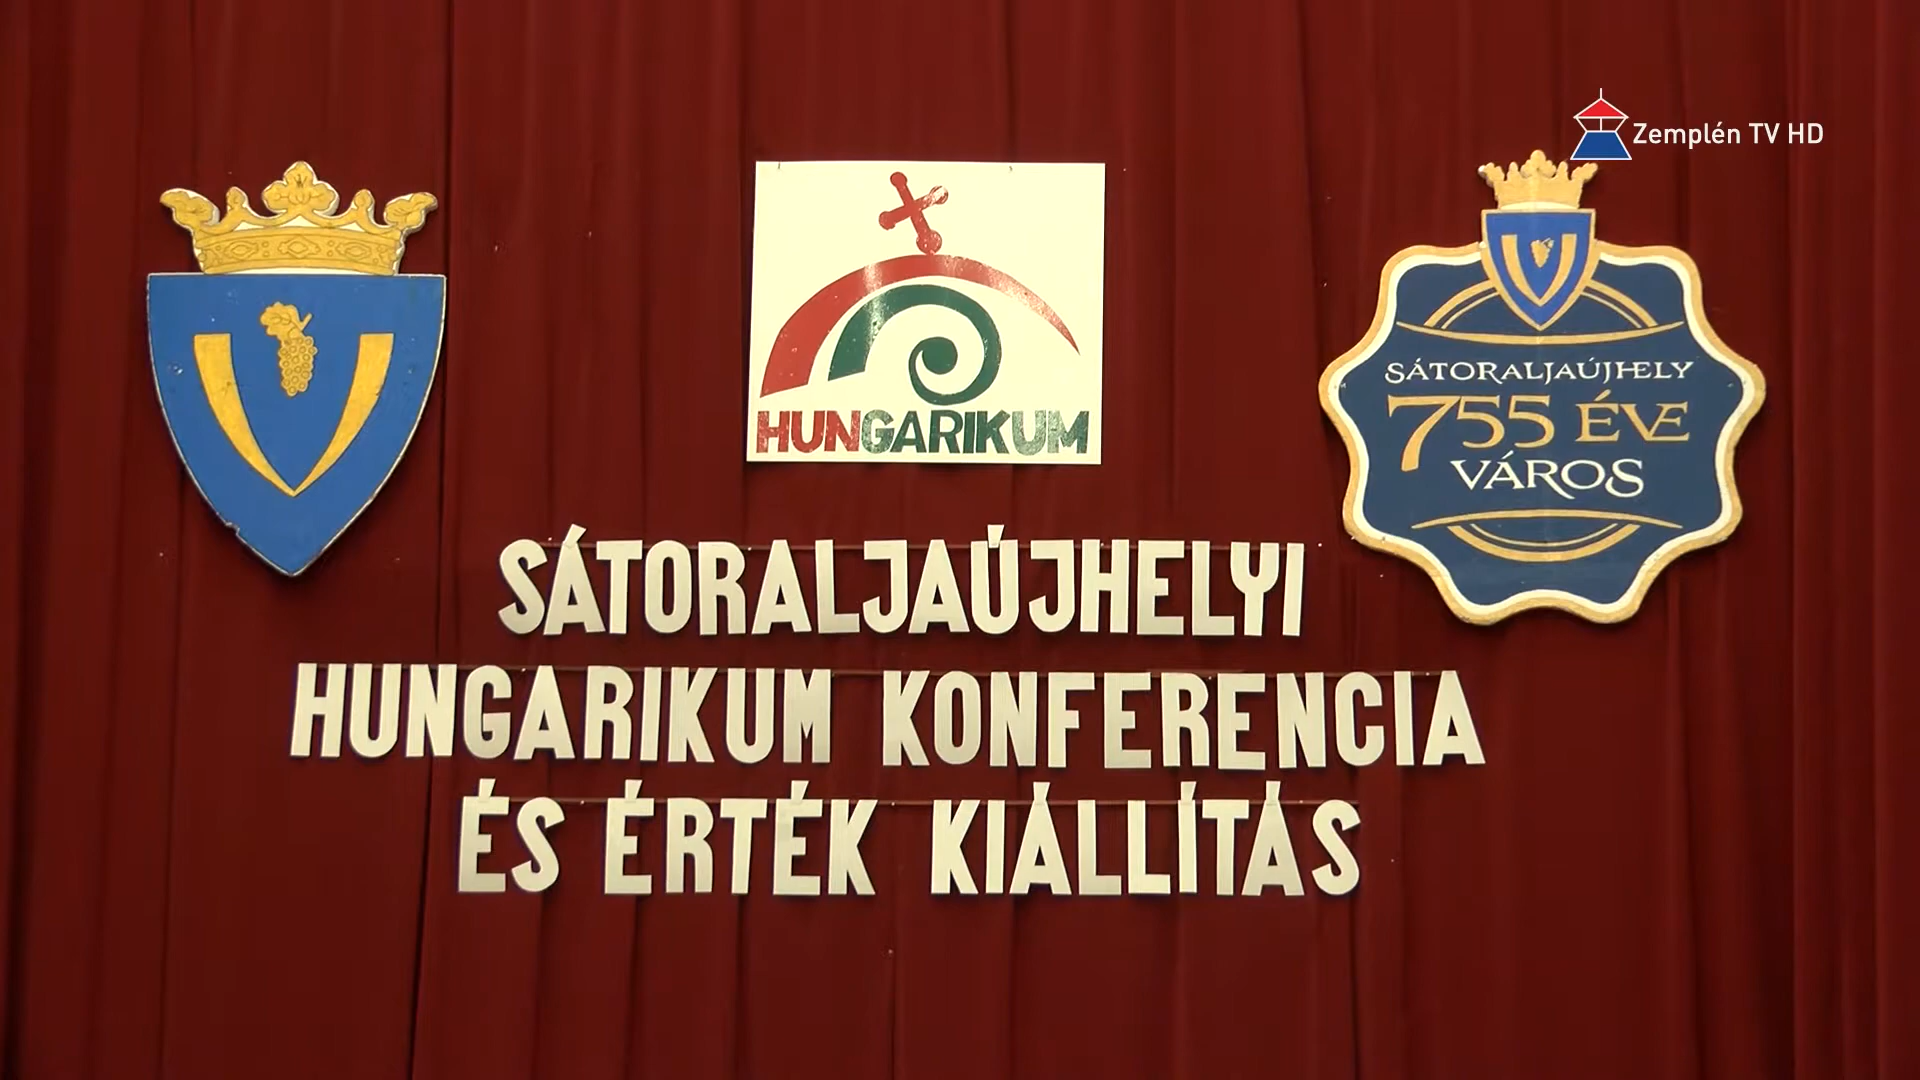 Zemplén TV HD
HUNGARIKUM
SÁTORALJAÚJHELY
755 ÉVE
VÁROS
SÁTORALJAÚJHELYI
HUNGARIKUM KONFERENCIA
ÉS ÉRTÉK KIÁLLÍTÁS